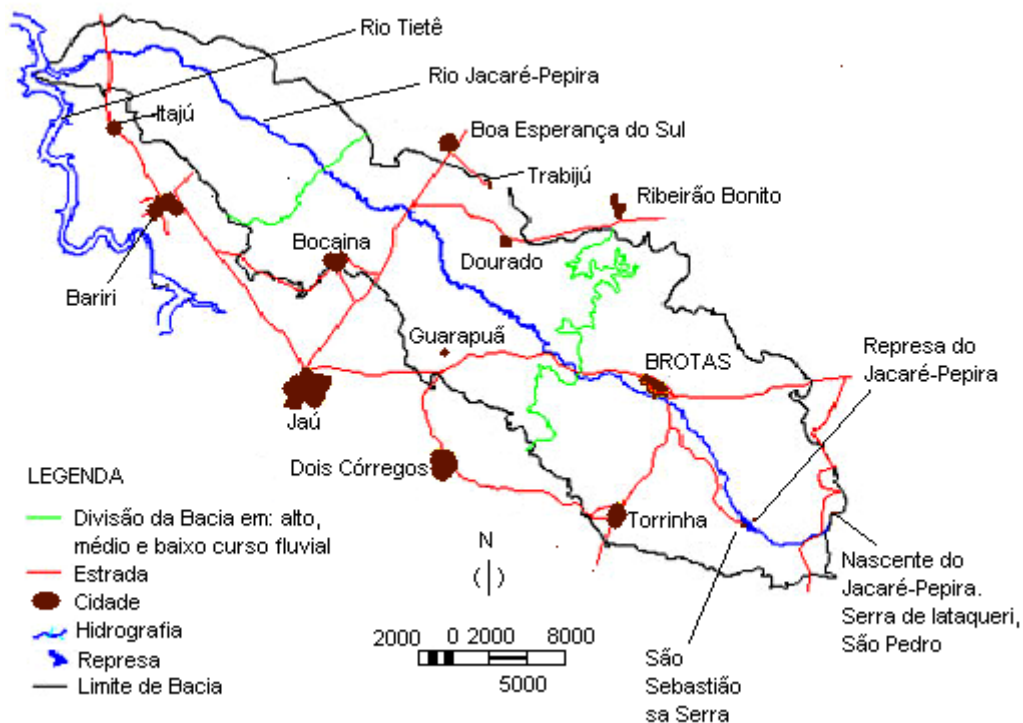 Rio Tietê
Rio Jacaré-Pepira
Itajú
Boa Esperança do Sul
Trabijú
Ribeirão Bonito
Bocaina
Dourado
Bariri
Guarapuã
BROTAS
Represa do
Jacaré-Pepira
Jaú
Dois Córregos
Torrinha
LEGENDA
Divisão da Bacia em: alto,
médio e baixo curso fluvial
Estrada
Cidade
Hidrografia
Represa
Limite de Bacia
N
2000 0 2000 8000
5000
Nascente do
Jacaré-Pepira.
Serra de Iataqueri,
São Pedro
São
Sebastião
sa Serra